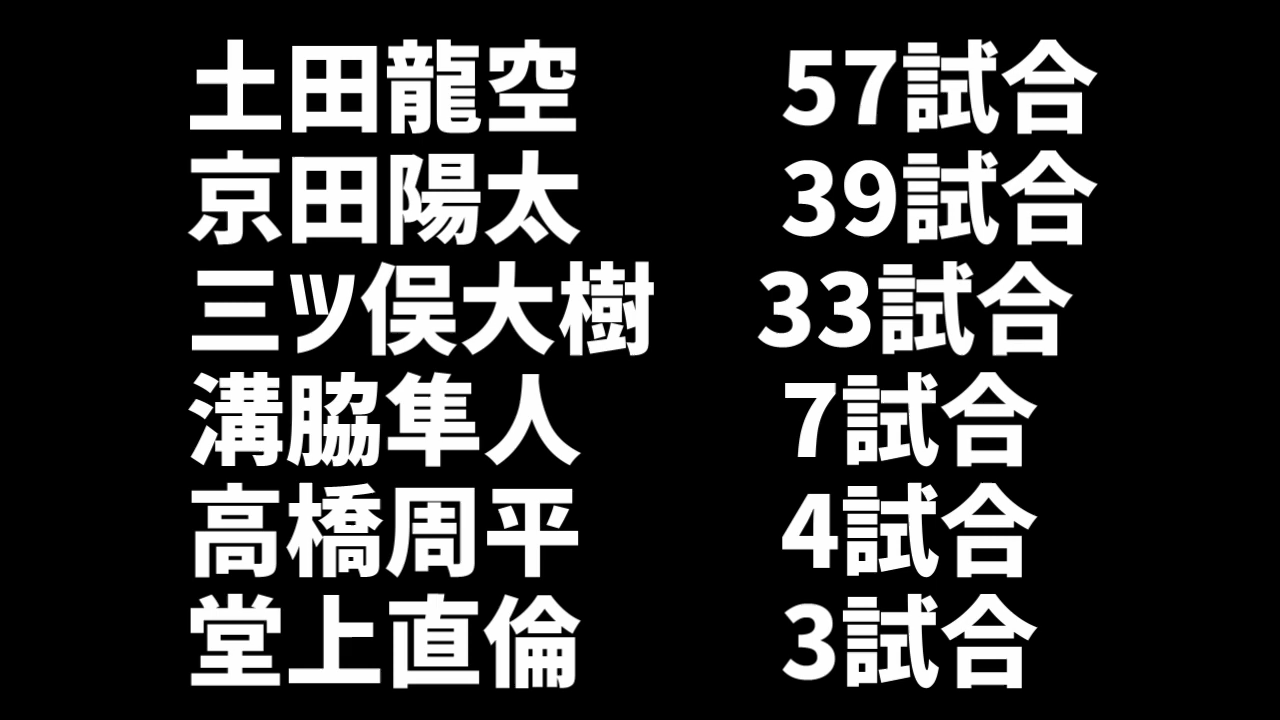 土田龍空 57試合
京田陽太 39試合
三ツ俣大樹 33試合
溝脇隼人 7試合
高橋周平 4試合
堂上直倫 3試合